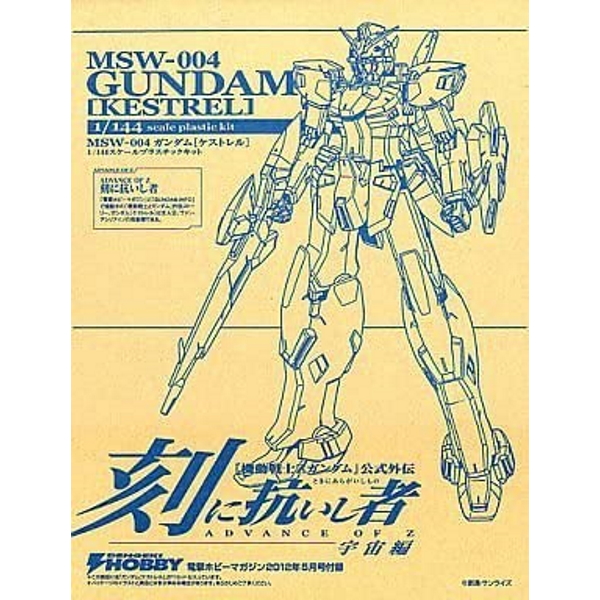 MSW-004
GUNDAM
[KESTREL]
1/144 scale plastic kit
MSW-004 ガンダム[ケストレル]
1/144スケールプラスチックキット
ADVANCE OF Z
ADVANCE OF Z
刻に抗いし者
『機動戦士Zガンダム』公式外伝
ときにあらがいしもの
刻に抗いし者
ADVANCE OF Z
宇宙編
DENGEKI
HOBBY 電撃ホビーマガジン2012年5月号付録
©創通・サンライズ